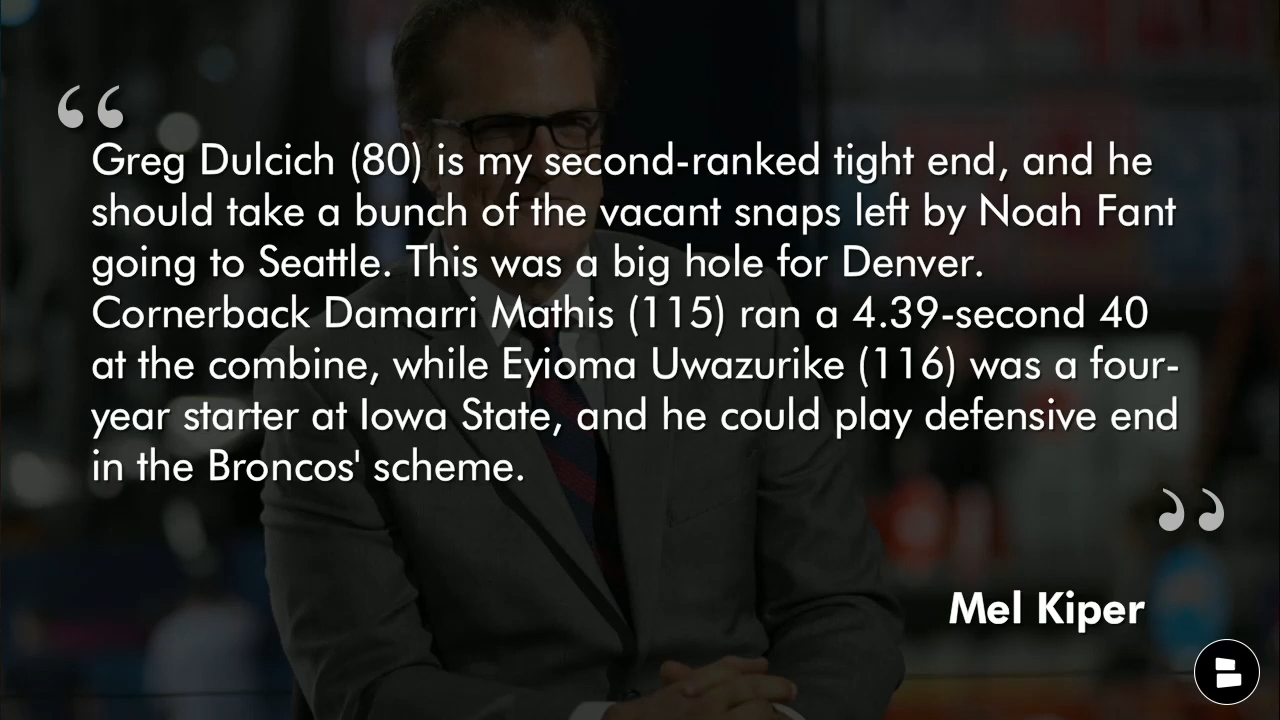 “
Greg Dulcich (80) is my second-ranked tight end, and he
should take a bunch of the vacant snaps left by Noah Fant
going to Seattle. This was a big hole for Denver.
Cornerback Damarri Mathis (115) ran a 4.39-second 40
at the combine, while Eyioma Uwazurike (116) was a four-
year starter at Iowa State, and he could play defensive end
in the Broncos' scheme.
”
Mel Kiper